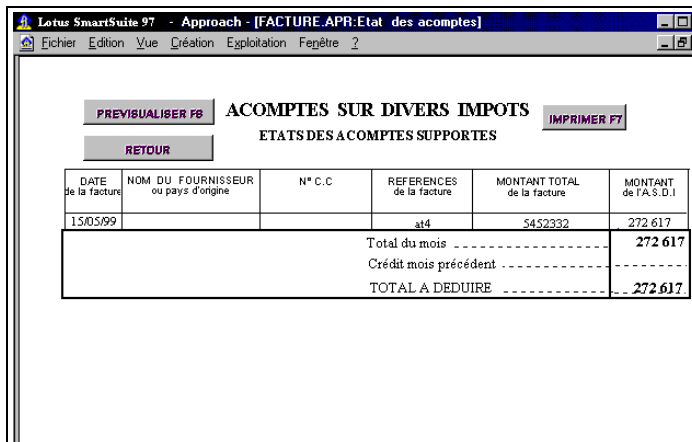 Lotus SmartSuite 97 - Approach - [FACTURE.APR:Etat des acomptes]
Fichier Edition Vue Création Exploitation Fenêtre ?
PREVISUALISER F8
ACOMPTES SUR DIVERS IMPOTS
IMPRIMER F7
ETATS DES ACOMPTES SUPPORTES
RETOUR
DATE de la facture
NOM DU FOURNISSEUR ou pays d'origine
N° C.C
REFERENCES de la facture
MONTANT TOTAL de la facture
MONTANT de l'A.S.D.I
15/05/99 at4 5452332 272 617
Total du mois 272 617
Crédit mois précédent
TOTAL A DEDUIRE 272 617